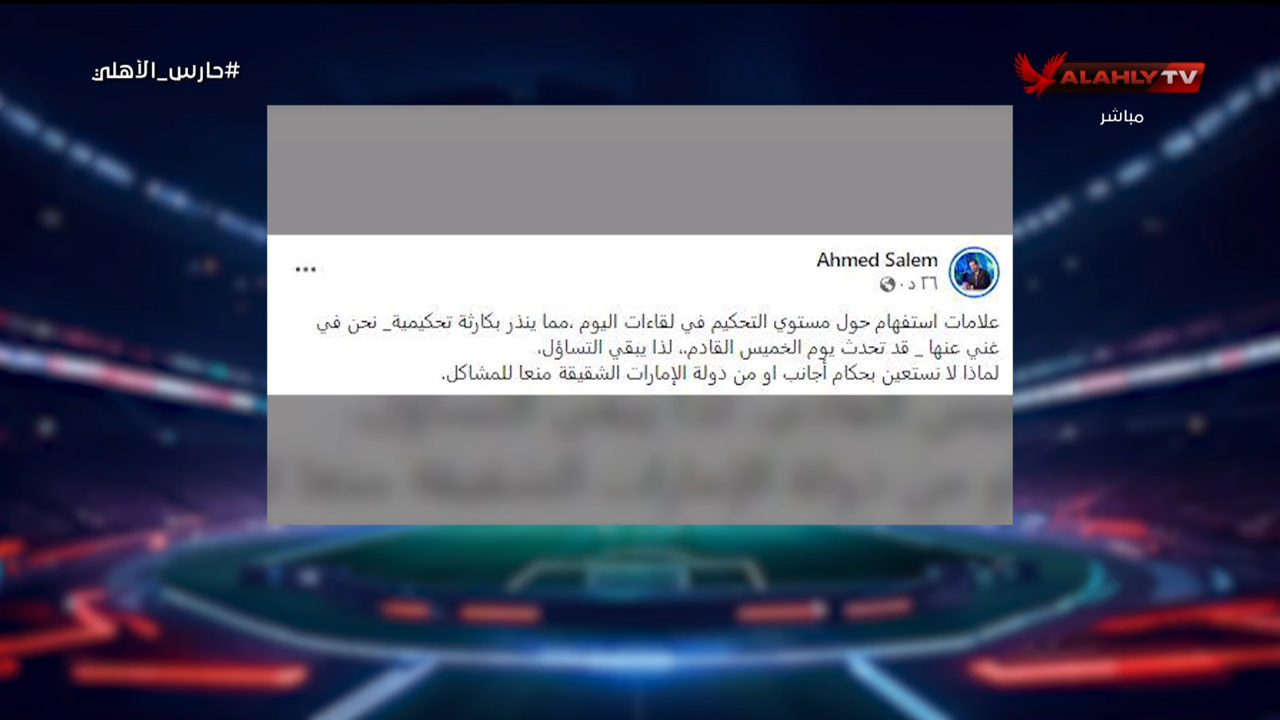 #حارس_الأهلي
ALAHLY TV
مباشر
Ahmed Salem
٢٦ د ·
علامات استفهام حول مستوي التحكيم في لقاءات اليوم ،مما ينذر بكارثة تحكيمية_ نحن في
غني عنها _ قد تحدث يوم الخميس القادم.، لذا يبقي التساؤل،
لماذا لا نستعين بحكام أجانب او من دولة الإمارات الشقيقة منعا للمشاكل.